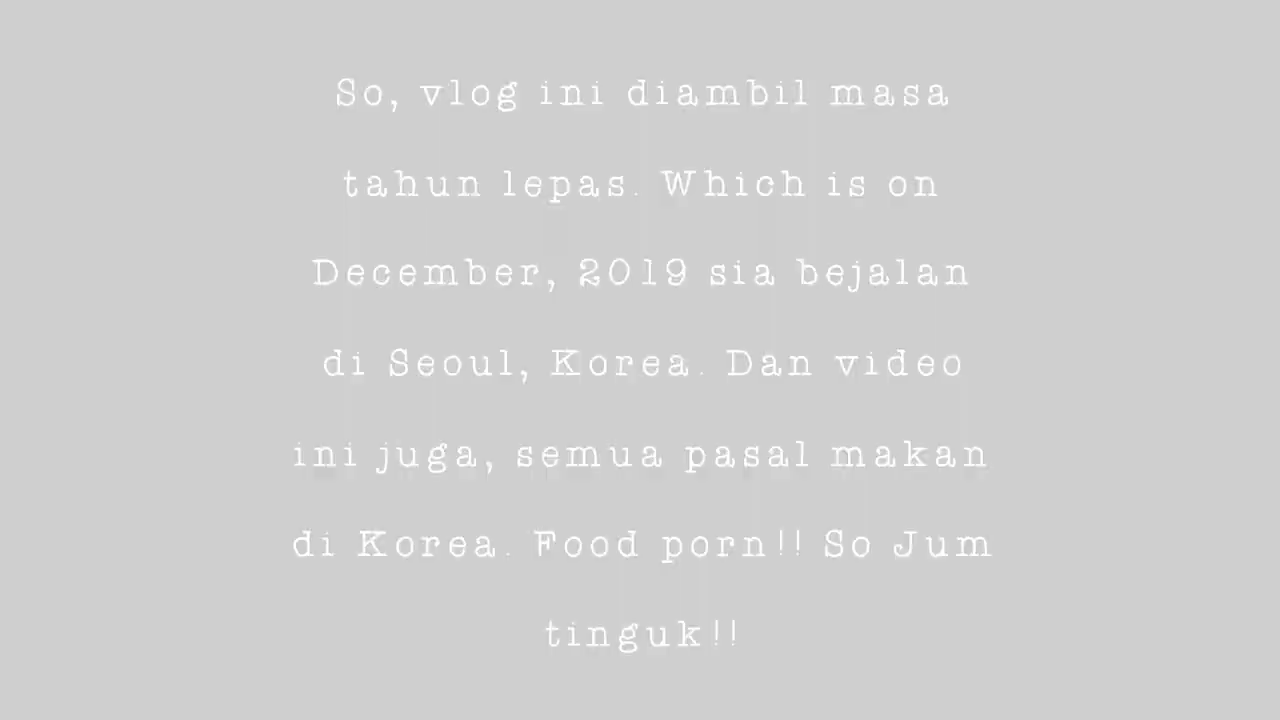 So, vlog ini diambil masa
tahun lepas. Which is on
December, 2019 sia bejalan
di Seoul, Korea. Dan video
ini juga, semua pasal makan
di Korea. Food porn!! So Jum
tinguk!!